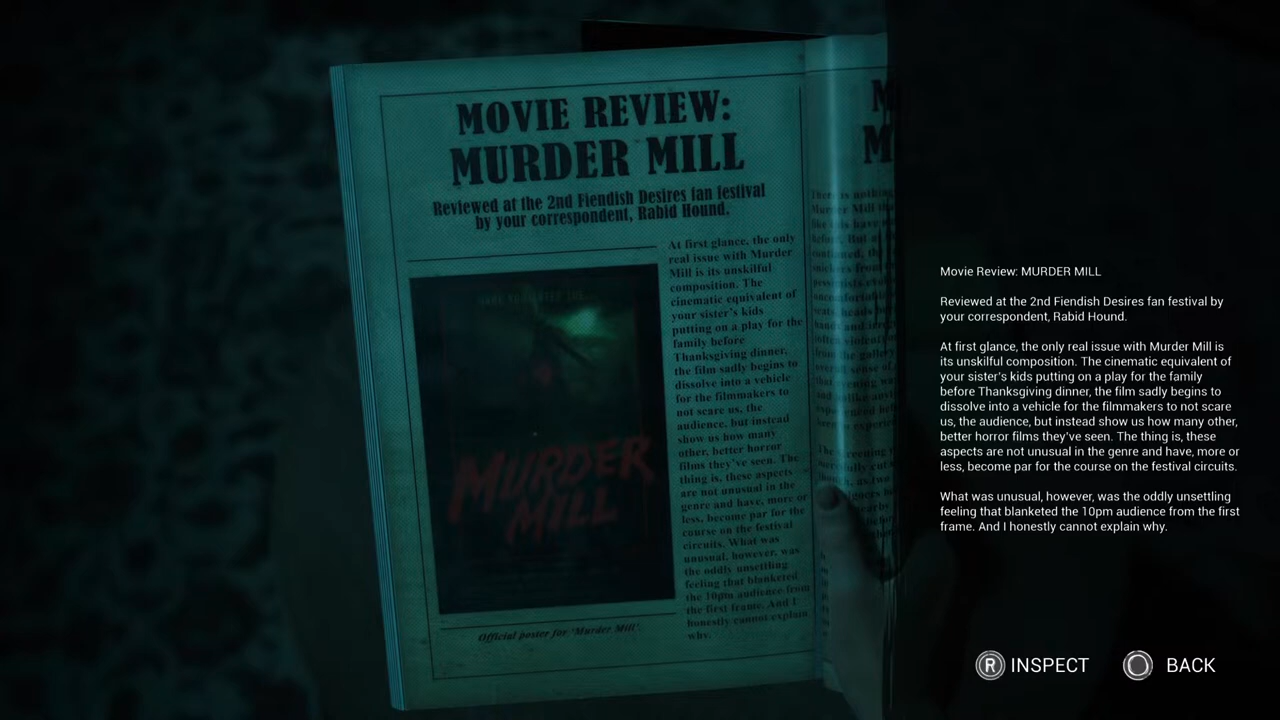 MOVIE REVIEW:
MURDER MILL
Reviewed at the 2nd Fiendish Desires fan festival
by your correspondent, Rabid Hound.
At first glance, the only
real issue with Murder
Mill is its unskilful
composition. The
cinematic equivalent of
your sister's kids
putting on a play for the
family before
Thanksgiving dinner,
the film sadly begins to
dissolve into a vehicle
for the filmmakers to
not scare us, the
audience, but instead
show us how many
other, better horror
films they've seen. The
thing is, these aspects
are not unusual in the
genre and have, more or
less, become par for the
course on the festival
circuits. What was
unusual, however, was
the oddly unsettling
feeling that blanketed
the 10pm audience from
the first frame. And I
honestly cannot explain
why.
MURDER
MILL
Official poster for 'Murder Mill'.
M
M
There is nothing
Murder Mill
Movie Review: MURDER MILL
Reviewed at the 2nd Fiendish Desires fan festival by
your correspondent, Rabid Hound.
At first glance, the only real issue with Murder Mill is
its unskilful composition. The cinematic equivalent of
your sister's kids putting on a play for the family
before Thanksgiving dinner, the film sadly begins to
dissolve into a vehicle for the filmmakers to not scare
us, the audience, but instead show us how many other,
better horror films they've seen. The thing is, these
aspects are not unusual in the genre and have, more or
less, become par for the course on the festival circuits.
What was unusual, however, was the oddly unsettling
feeling that blanketed the 10pm audience from the first
frame. And I honestly cannot explain why.
R INSPECT
BACK